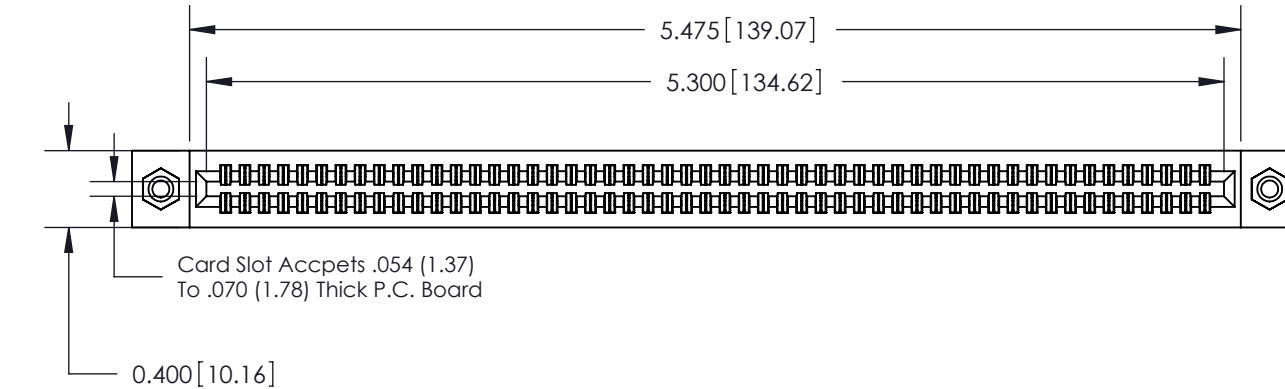 5.475[139.07]
5.300[134.62]
Card Slot Accpets .054 (1.37)
To .070 (1.78) Thick P.C. Board
0.400[10.16]